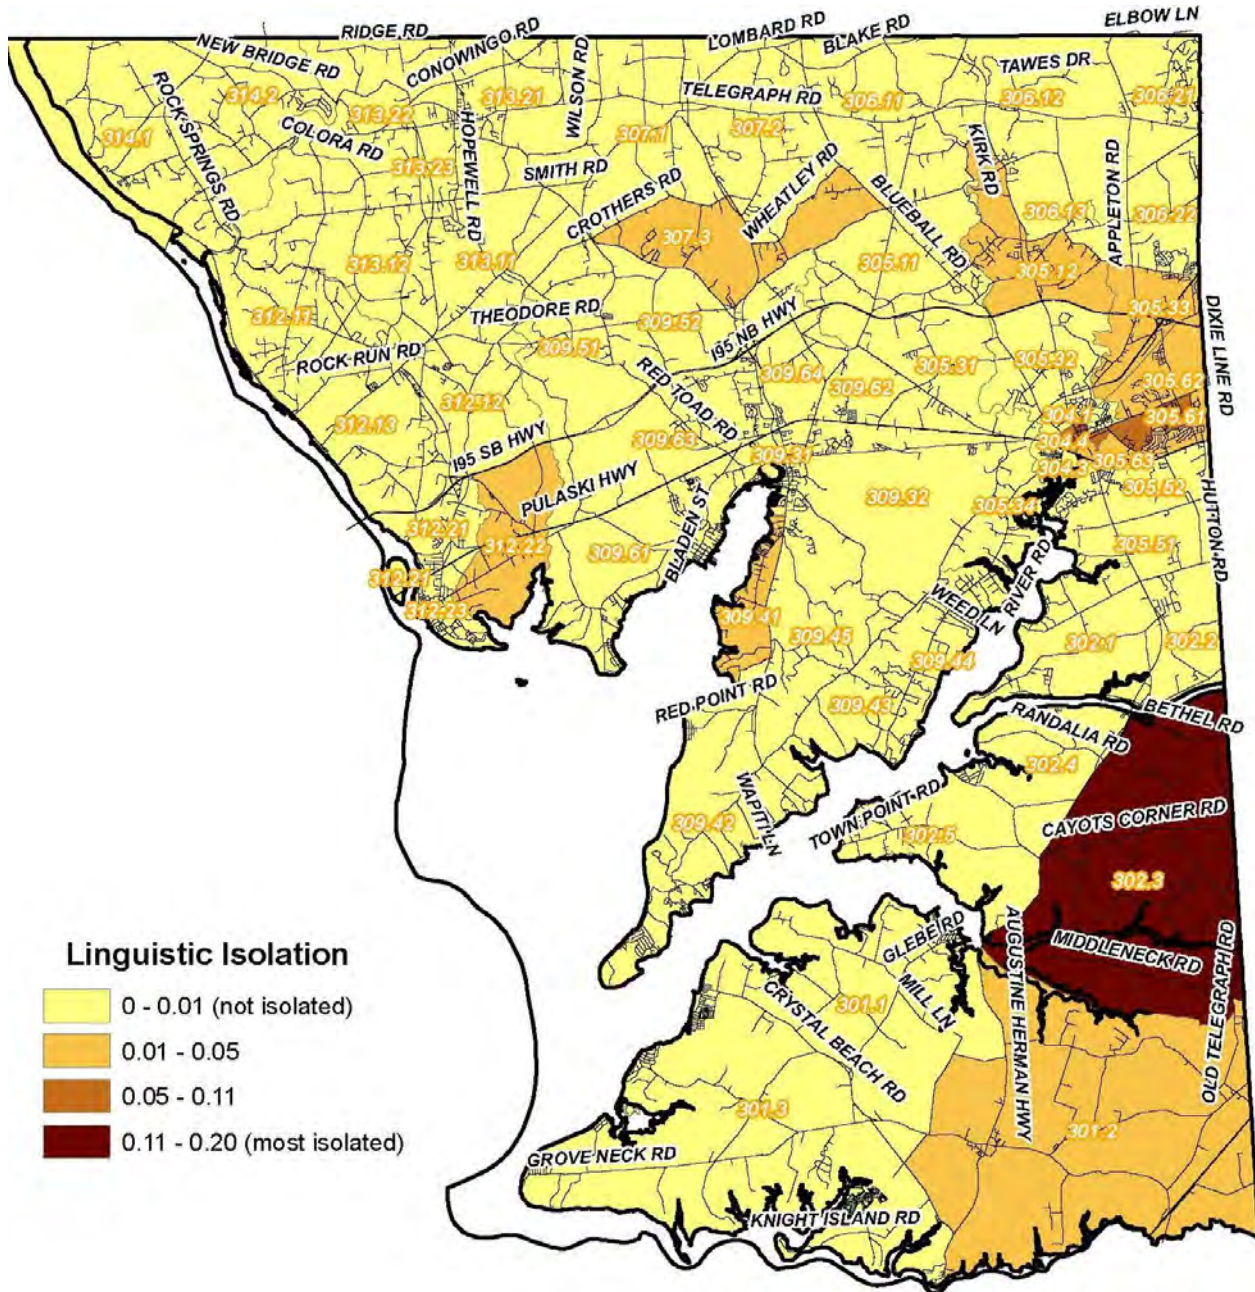 ELBOW LN
RIDGE RD
LOMBARD RD
BLAKE RD
NEW BRIDGE RD
CONOWINGO RD
WILSON RD
TAWES DR
ROCK SPRINGS RD
314.2
313.22
313.21
TELEGRAPH RD
306.11
306.12
306.21
314.1
COLORA RD
HOPEWELL RD
307.1
307.2
KIRK RD
APPLETON RD
313.23
SMITH RD
CROTHERS RD
WHEATLEY RD
BLUEBALL RD
306.13
306.22
307.3
313.12
313.11
305.11
305.12
312.11
THEODORE RD
309.52
I95 NB HWY
305.33
DIXIE LINE RD
ROCK RUN RD
309.51
RED TOAD RD
309.64
309.62
305.31
305.32
305.62
312.12
312.13
304.1
305.61
I95 SB HWY
309.63
309.31
304.4
304.3
305.63
PULASKI HWY
309.32
305.34
305.52
HUTTON RD
312.21
312.22
309.61
BLADEN ST
305.51
312.21
312.23
309.41
309.45
WEED LN
RIVER RD
302.1
302.2
309.44
RED POINT RD
309.43
RANDALIA RD
BETHEL RD
302.4
WAPITI LN
309.42
TOWN POINT RD
302.5
CAYOTS CORNER RD
302.3
GLEBE RD
AUGUSTINE HERMAN HWY
MIDDLENECK RD
OLD TELEGRAPH RD
CRYSTAL BEACH RD
301.1
MILL LN
301.3
301.2
GROVE NECK RD
KNIGHT ISLAND RD
Linguistic Isolation
0 - 0.01 (not isolated)
0.01 - 0.05
0.05 - 0.11
0.11 - 0.20 (most isolated)